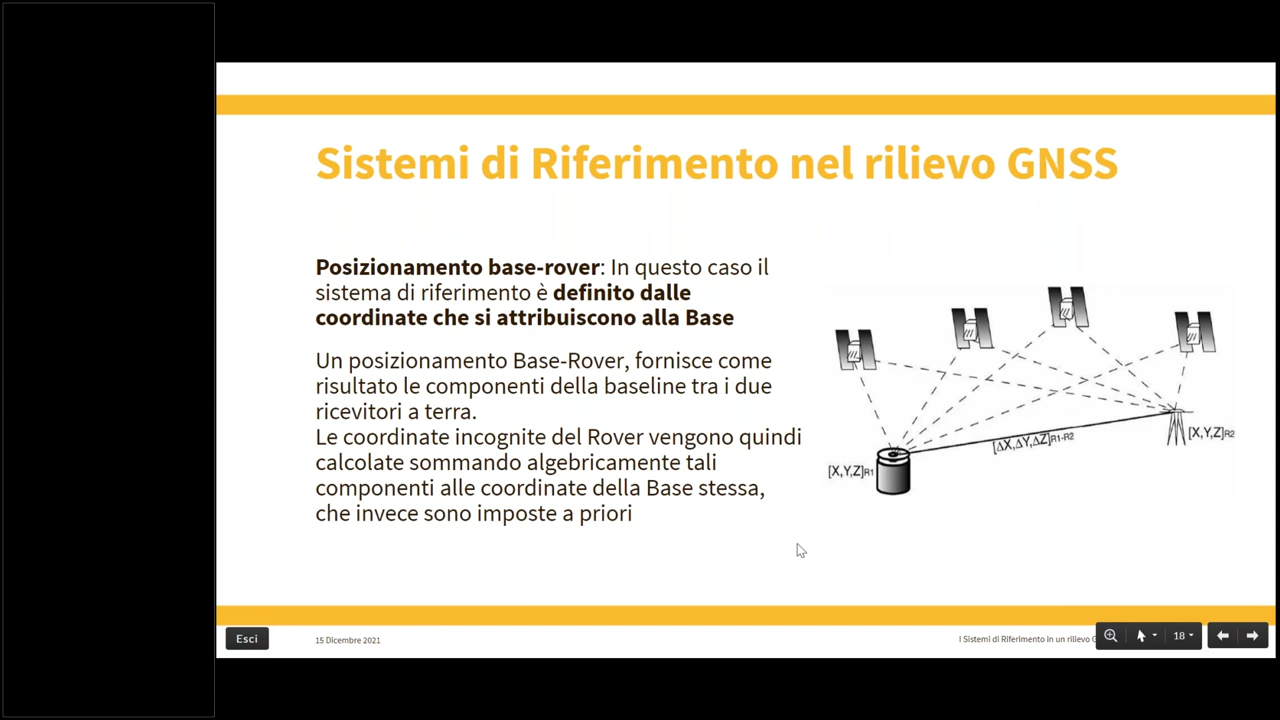 Sistemi di Riferimento nel rilievo GNSS
Posizionamento base-rover: In questo caso il
sistema di riferimento è definito dalle
coordinate che si attribuiscono alla Base
Un posizionamento Base-Rover, fornisce come
risultato le componenti della baseline tra i due
ricevitori a terra.
Le coordinate incognite del Rover vengono quindi
calcolate sommando algebricamente tali
componenti alle coordinate della Base stessa,
che invece sono imposte a priori
[X,Y,Z]R1
[ΔX,ΔY,ΔZ]R1-R2
[X,Y,Z]R2
Esci
15 Dicembre 2021
I Sistemi di Riferimento in un rilievo G
18